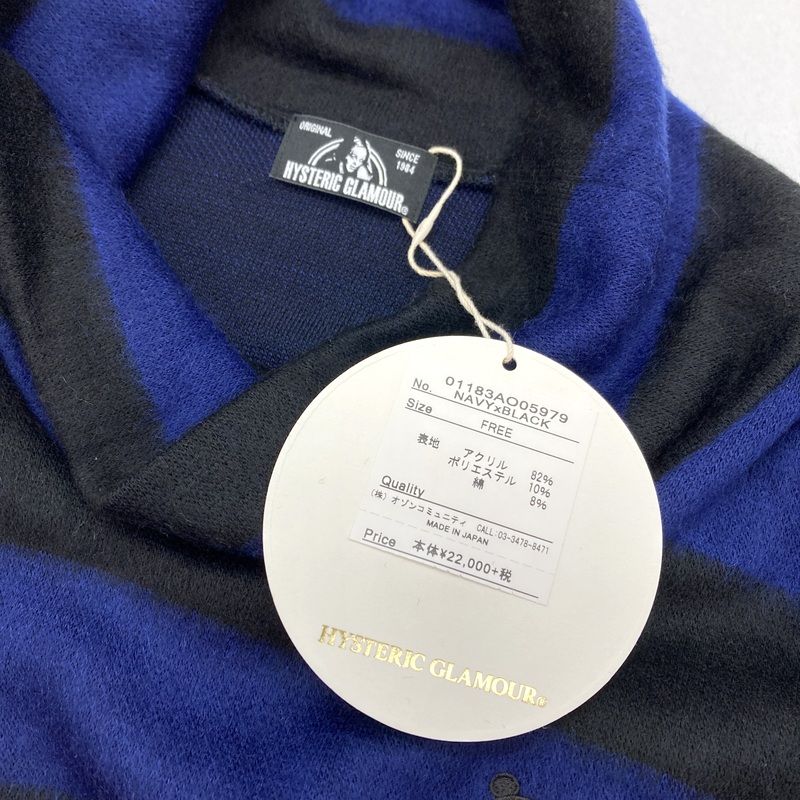 ORIGINAL
SINCE
1984
HYSTERIC GLAMOUR®
No. 01183AO05979
NAVY×BLACK
Size FREE
表地 アクリル 82%
ポリエステル 10%
綿 8%
Quality
(株)オゾンコミュニティ CALL:03-3478-8471
MADE IN JAPAN
Price 本体¥22,000+税
HYSTERIC GLAMOUR®